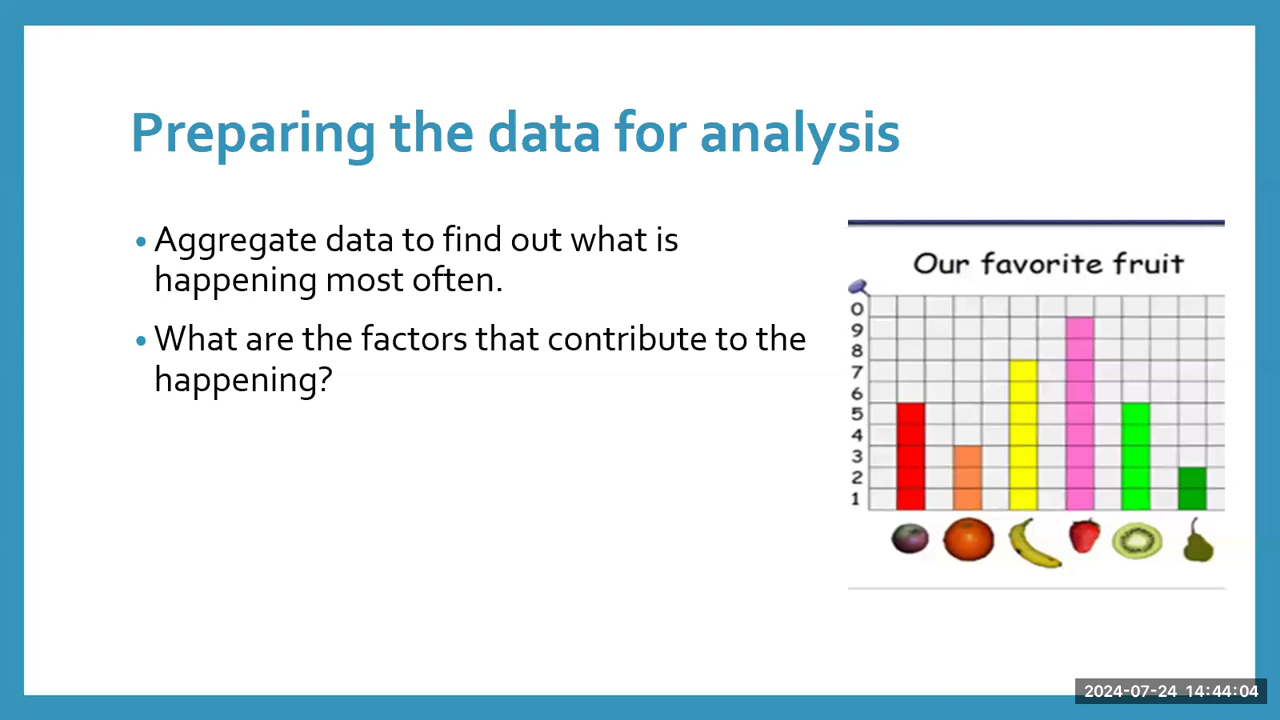 Preparing the data for analysis
• Aggregate data to find out what is
happening most often.
• What are the factors that contribute to the
happening?
Our favorite fruit
0
9
8
7
6
5
4
3
2
1
2024-07-24 14:44:04